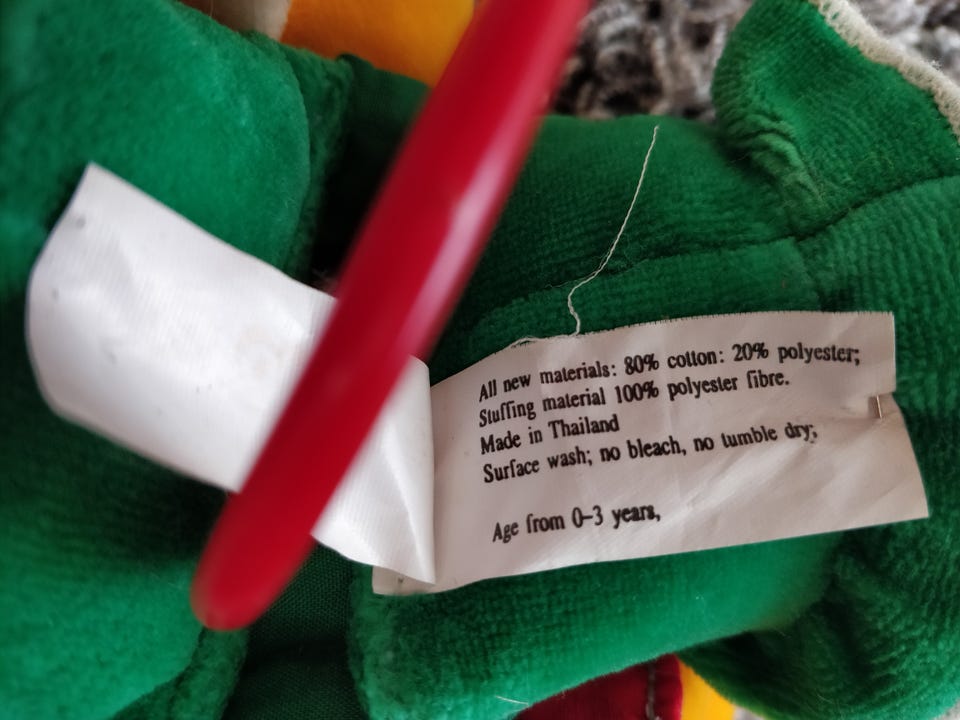 All new materials: 80% cotton: 20% polyester;
Stuffing material 100% polyester fibre.
Made in Thailand
Surface wash; no bleach, no tumble dry;
Age from 0-3 years,